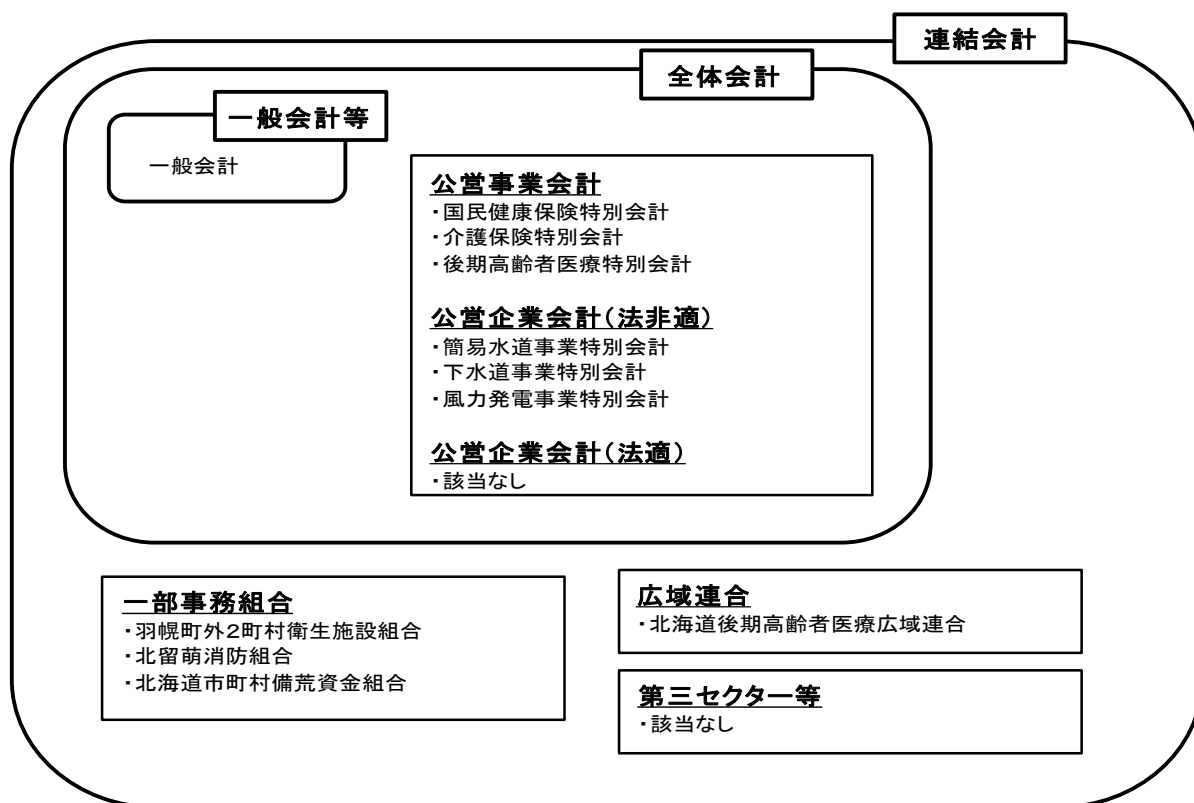 連結会計
全体会計
一般会計等
一般会計
公営事業会計
・国民健康保険特別会計
・介護保険特別会計
・後期高齢者医療特別会計
公営企業会計(法非適)
・簡易水道事業特別会計
・下水道事業特別会計
・風力発電事業特別会計
公営企業会計(法適)
・該当なし
一部事務組合
・羽幌町外2町村衛生施設組合
・北留萌消防組合
・北海道市町村備荒資金組合
広域連合
・北海道後期高齢者医療広域連合
第三セクター等
・該当なし